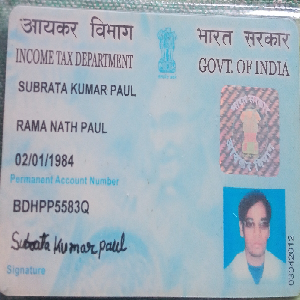 आयकर विभाग भारत सरकार
INCOME TAX DEPARTMENT GOVT. OF INDIA
SUBRATA KUMAR PAUL
RAMA NATH PAUL
02/01/1984
Permanent Account Number
BDHPP5583Q
Subrata Kumar paul
Signature
03042012